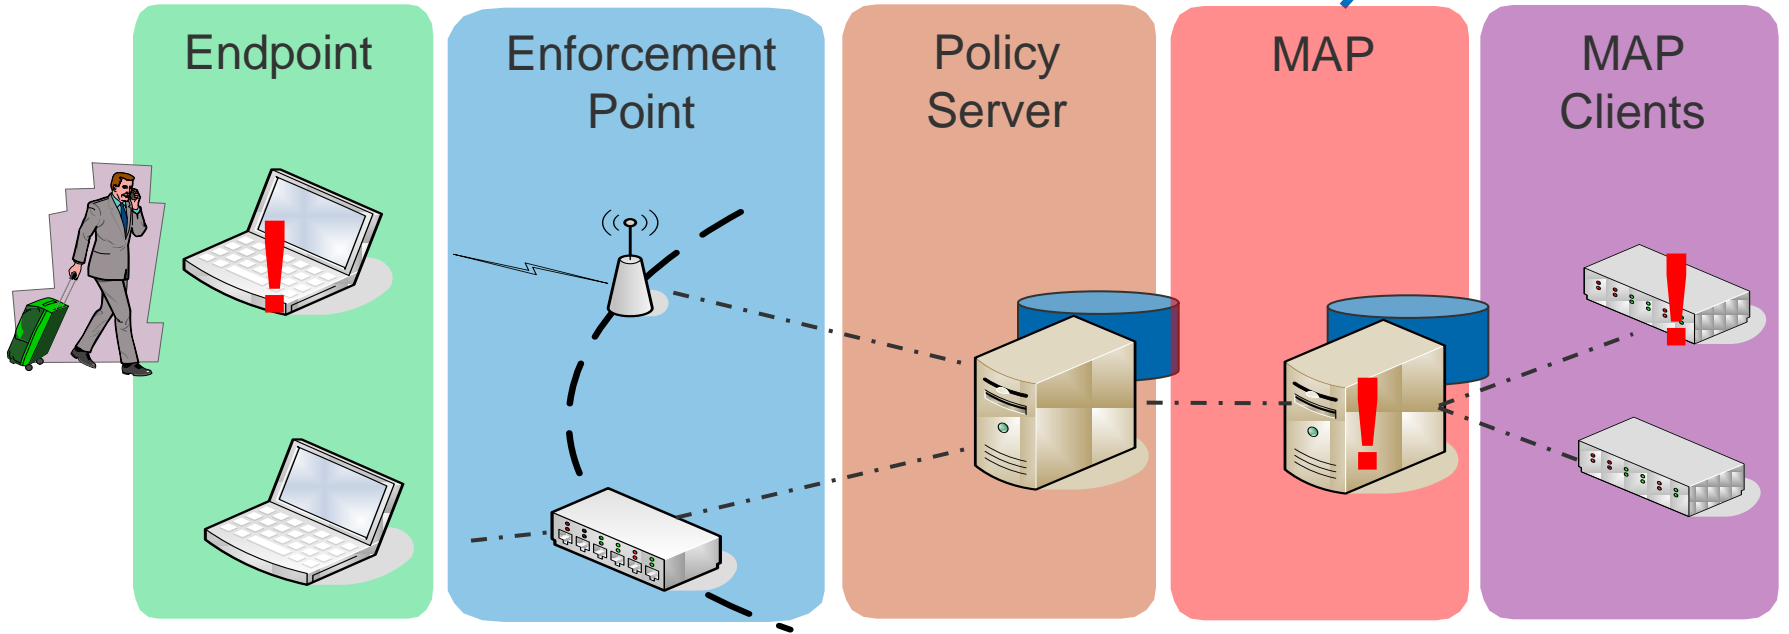 Endpoint
Enforcement
Point
Policy
Server
MAP
MAP
Clients
!
!
!